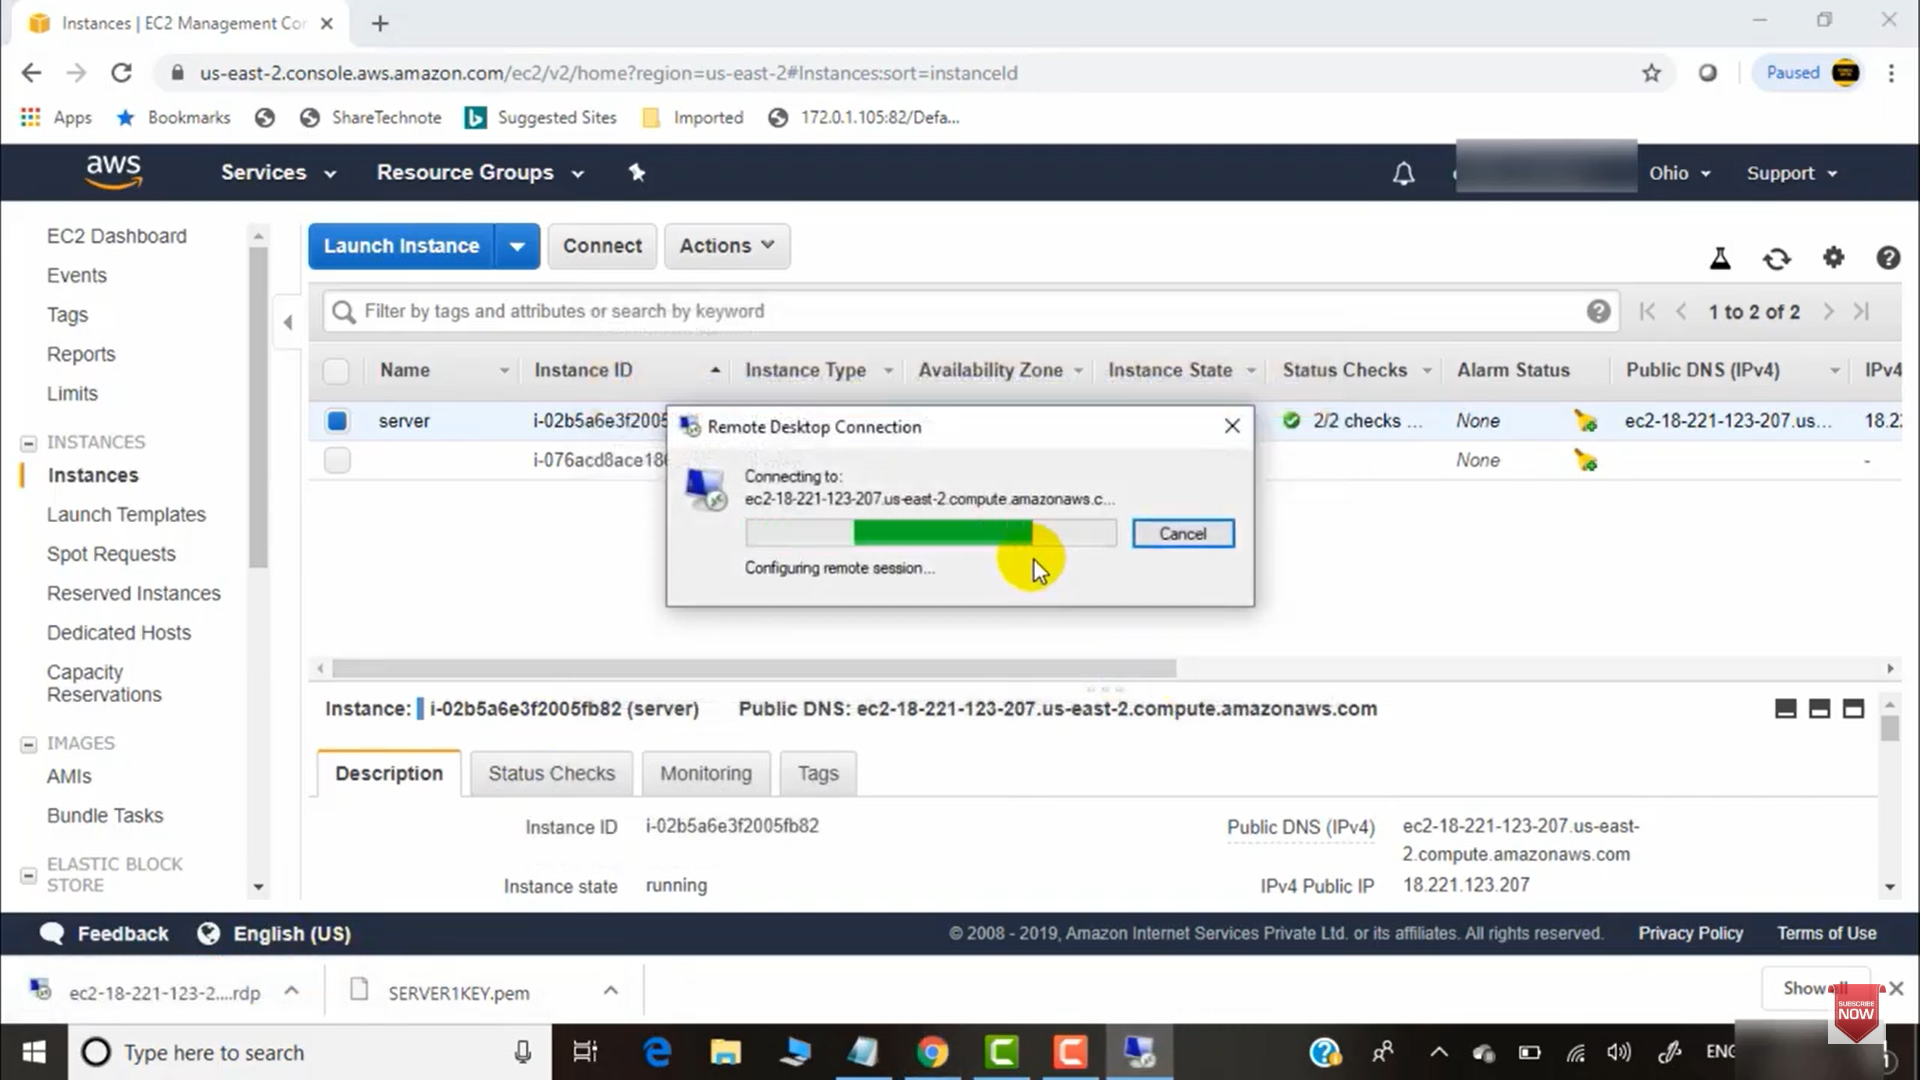 Instances | EC2 Management Con
us-east-2.console.aws.amazon.com/ec2/v2/home?region=us-east-2#Instances:sort=instanceId
Paused
Apps
Bookmarks
ShareTechnote
Suggested Sites
Imported
172.0.1.105:82/Defa...
aws
Services
Resource Groups
Ohio
Support
EC2 Dashboard
Events
Tags
Reports
Limits
INSTANCES
Instances
Launch Templates
Spot Requests
Reserved Instances
Dedicated Hosts
Capacity
Reservations
IMAGES
AMIs
Bundle Tasks
ELASTIC BLOCK
STORE
Launch Instance
Connect
Actions
Filter by tags and attributes or search by keyword
1 to 2 of 2
Name
Instance ID
Instance Type
Availability Zone
Instance State
Status Checks
Alarm Status
Public DNS (IPv4)
IPv4
server
i-02b5a6e3f2005
2/2 checks ...
None
ec2-18-221-123-207.us...
18.2
i-076acd8ace186
None
-
Remote Desktop Connection
Connecting to:
ec2-18-221-123-207.us-east-2.compute.amazonaws.c...
Cancel
Configuring remote session...
Instance: i-02b5a6e3f2005fb82 (server)
Public DNS: ec2-18-221-123-207.us-east-2.compute.amazonaws.com
Description
Status Checks
Monitoring
Tags
Instance ID
i-02b5a6e3f2005fb82
Public DNS (IPv4)
ec2-18-221-123-207.us-east-
2.compute.amazonaws.com
Instance state
running
IPv4 Public IP
18.221.123.207
Feedback
English (US)
© 2008 - 2019, Amazon Internet Services Private Ltd. or its affiliates. All rights reserved.
Privacy Policy
Terms of Use
ec2-18-221-123-2....rdp
SERVER1KEY.pem
Show all
SUBSCRIBE
NOW
Type here to search
ENG